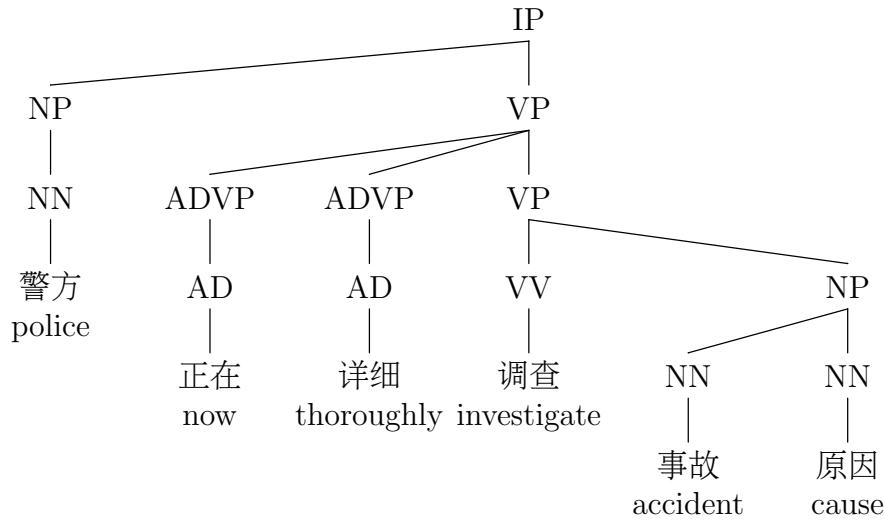 IP
NP VP
NN ADVP ADVP VP
警方 AD AD VV NP
police
正在 详细 调查 NN NN
now thoroughly investigate
事故 原因
accident cause